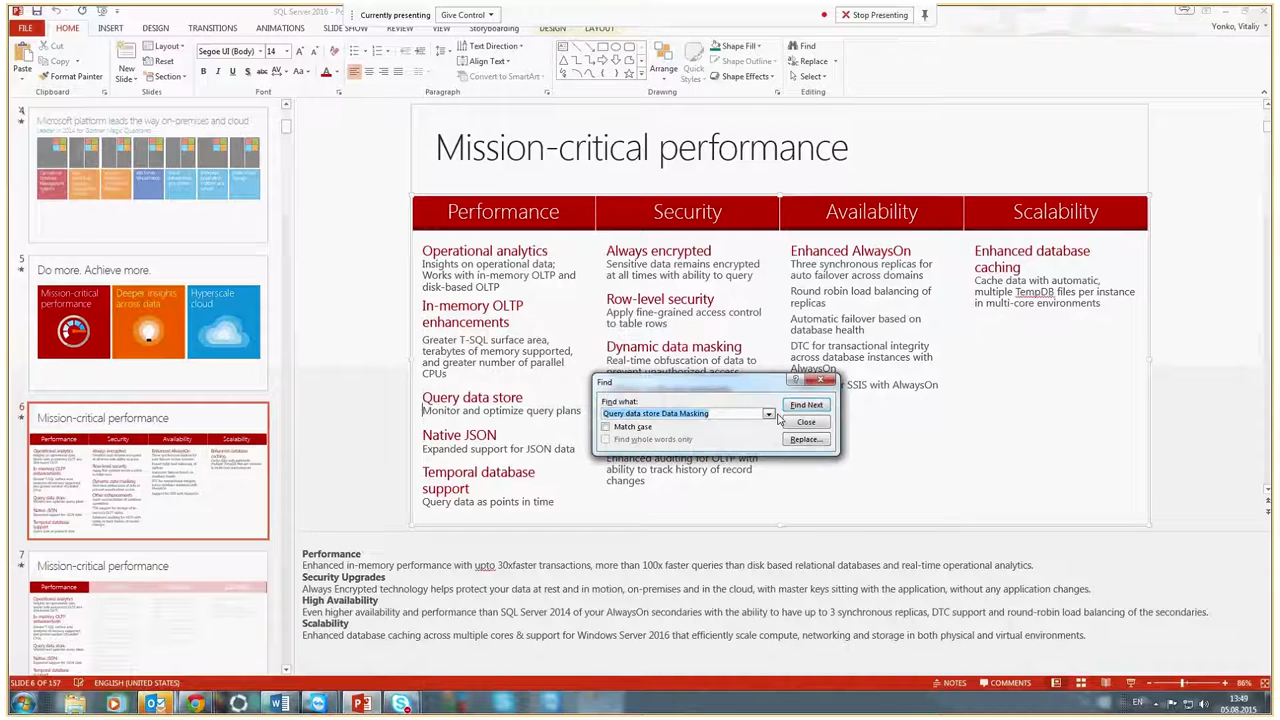 SQL Server 2016 - Po
Currently presenting
Give Control
Stop Presenting
FILE
HOME
INSERT
DESIGN
TRANSITIONS
ANIMATIONS
SLIDE SHOW
REVIEW
VIEW
Storyboarding
DESIGN
LAYOUT
Yonko, Vitaliy
Paste
Cut
Copy
Format Painter
Clipboard
New
Slide
Layout
Reset
Section
Slides
Segoe UI (Body)
14
Font
Text Direction
Align Text
Convert to SmartArt
Paragraph
Arrange
Quick
Styles
Shape Fill
Shape Outline
Shape Effects
Drawing
Find
Replace
Select
Editing
4
Microsoft platform leads the way on-premises and cloud
5
Do more. Achieve more.
Mission-critical
performance
Deeper insights
across data
Hyperscale
cloud
6
Mission-critical performance
7
Mission-critical performance
Performance
Mission-critical performance
Performance
Security
Availability
Scalability
Operational analytics
Insights on operational data;
Works with in-memory OLTP and
disk-based OLTP
In-memory OLTP
enhancements
Greater T-SQL surface area,
terabytes of memory supported,
and greater number of parallel
CPUs
Query data store
Monitor and optimize query plans
Native JSON
Expanded support for JSON data
Temporal database
support
Query data as points in
Always encrypted
Sensitive data remains encrypted
at all times with ability to query
Row-level security
Apply fine-grained access control
to table rows
Dynamic data masking
Real-time obfuscation of data to
prevent unauthorized access
ability to track history of record
changes
Enhanced AlwaysOn
Three synchronous replicas for
auto failover across domains
Round robin load balancing of
replicas
Automatic failover based on
database health
DTC for transactional integrity
across database instances with
AlwaysOn
SSIS with AlwaysOn
Enhanced database
caching
Cache data with automatic,
multiple TempDB files per instance
in multi-core environments
Find
Find what:
Query data store Data Masking
Match case
Find whole words only
Find Next
Close
Replace...
Performance
Enhanced in-memory performance with up to 30xfaster transactions, more than 100x faster queries than disk based relational databases and real-time operational analytics.
Security Upgrades
Always Encrypted technology helps protect your data at rest and in motion, on-premises and in the cloud, with master keys sitting with the application, without any application changes.
High Availability
Even higher availability and performance than SQL Server 2014 of your AlwaysOn secondaries with the ability to have up to 3 synchronous replicas, DTC support and round-robin load balancing of the secondaries.
Scalability
Enhanced database caching across multiple cores & support for Windows Server 2016 that efficiently scale compute, networking and storage in both physical and virtual environments.
SLIDE 6 OF 157
ENGLISH (UNITED STATES)
NOTES
COMMENTS
86%
EN
13:49
05.08.2015